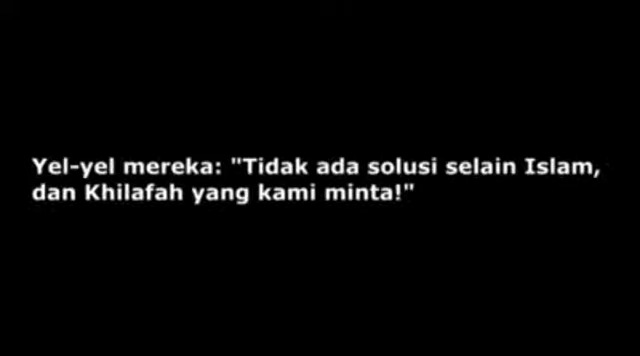 Yel-yel mereka: "Tidak ada solusi selain Islam,
dan Khilafah yang kami minta!"